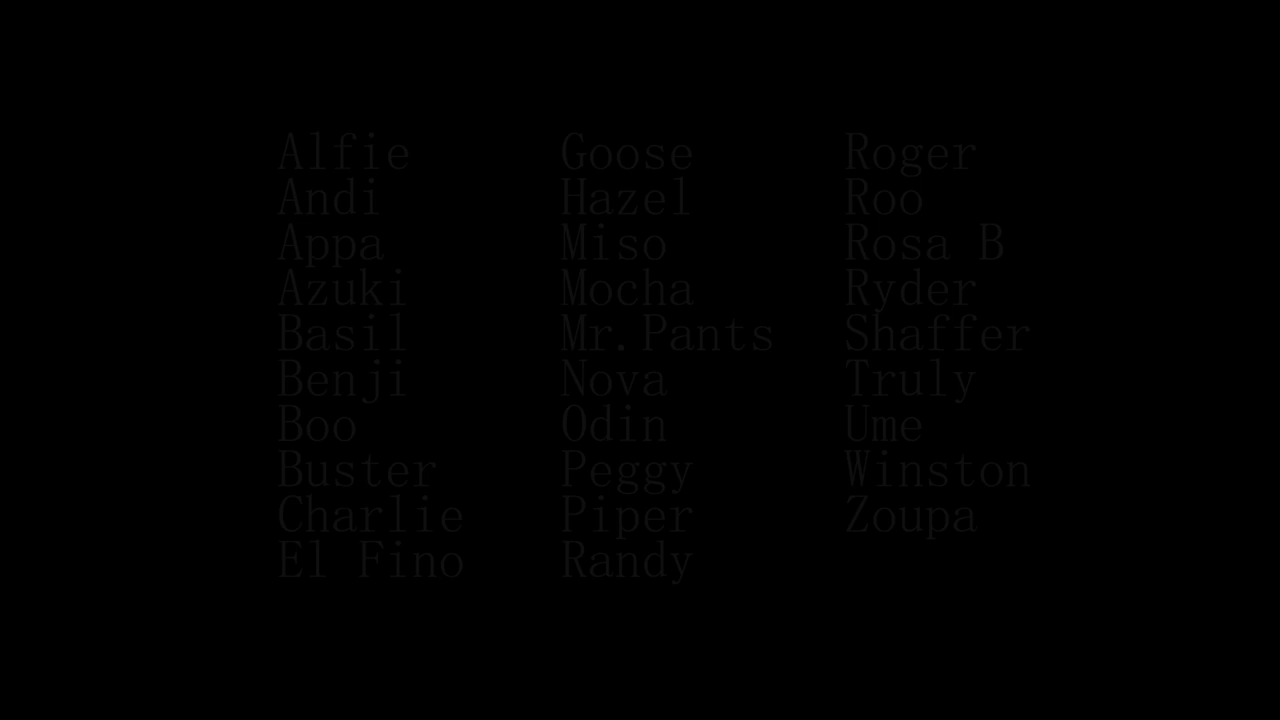 Alfie
Andi
Appa
Azuki
Basil
Benji
Boo
Buster
Charlie
El Fino
Goose
Hazel
Miso
Mocha
Mr.Pants
Nova
Odin
Peggy
Piper
Randy
Roger
Roo
Rosa B
Ryder
Shaffer
Truly
Ume
Winston
Zoupa